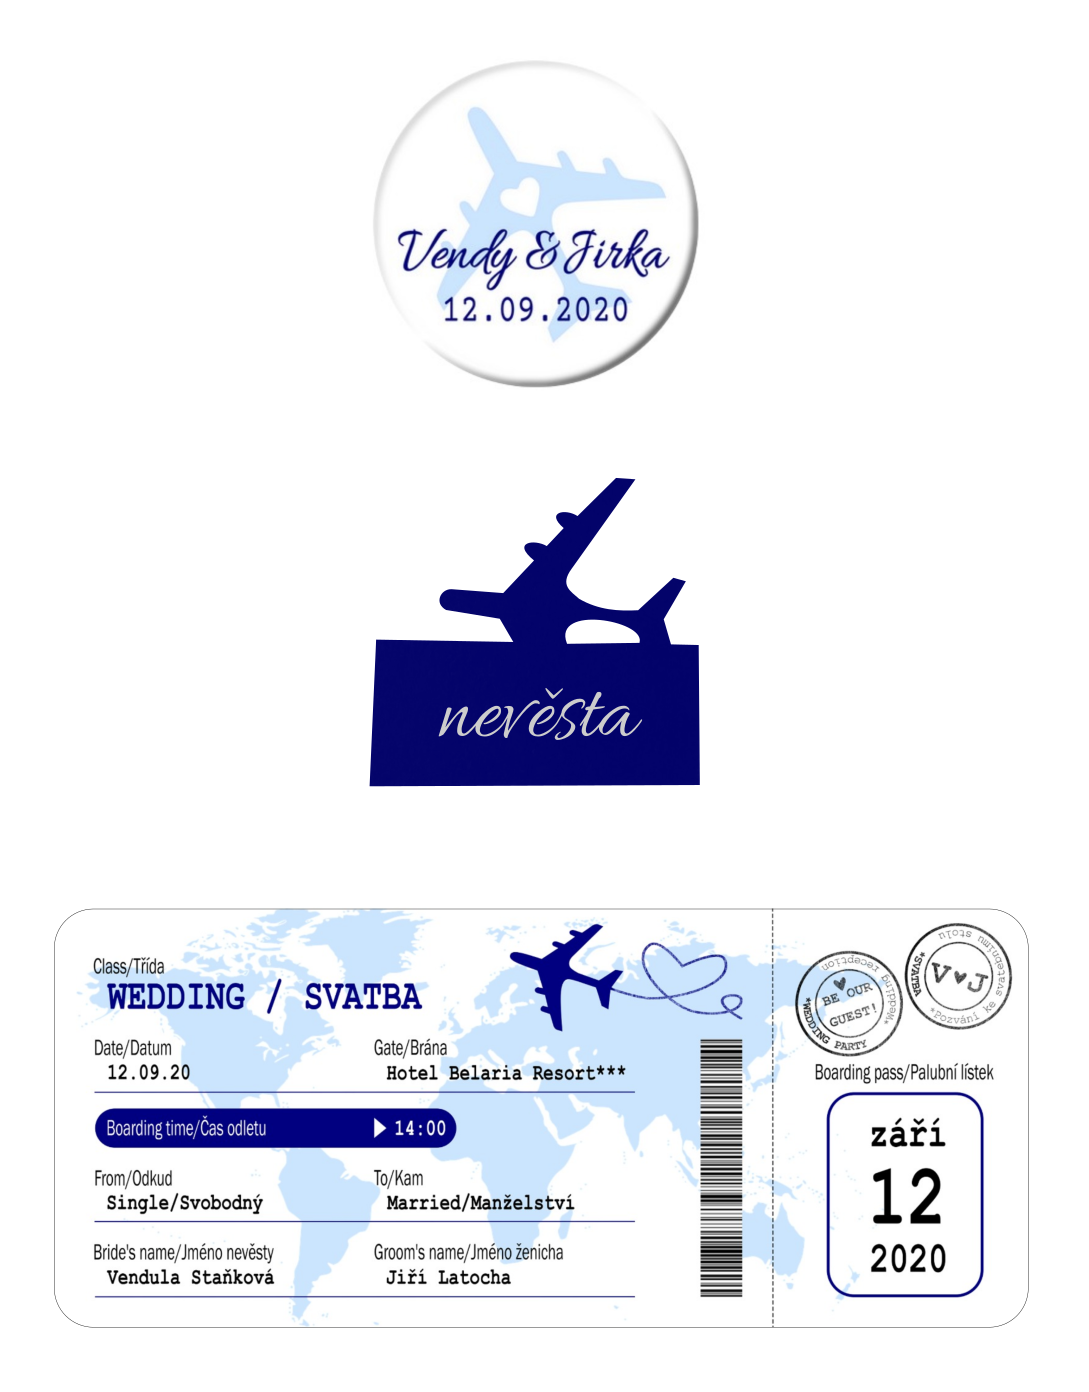 Vendy & Jirka
12.09.2020
nevěsta
Class/Třída
WEDDING / SVATBA
Date/Datum
12.09.20
Gate/Brána
Hotel Belaria Resort***
Boarding time/Čas odletu
14:00
From/Odkud
Single/Svobodný
To/Kam
Married/Manželství
Bride's name/Jméno nevěsty
Vendula Staňková
Groom's name/Jméno ženicha
Jiří Latocha
*Wedding reception
BE OUR
GUEST!
*WEDDING PARTY
*SVATBA
V♥J
*Pozvání ke svatebnímu stolu
Boarding pass/Palubní lístek
září
12
2020